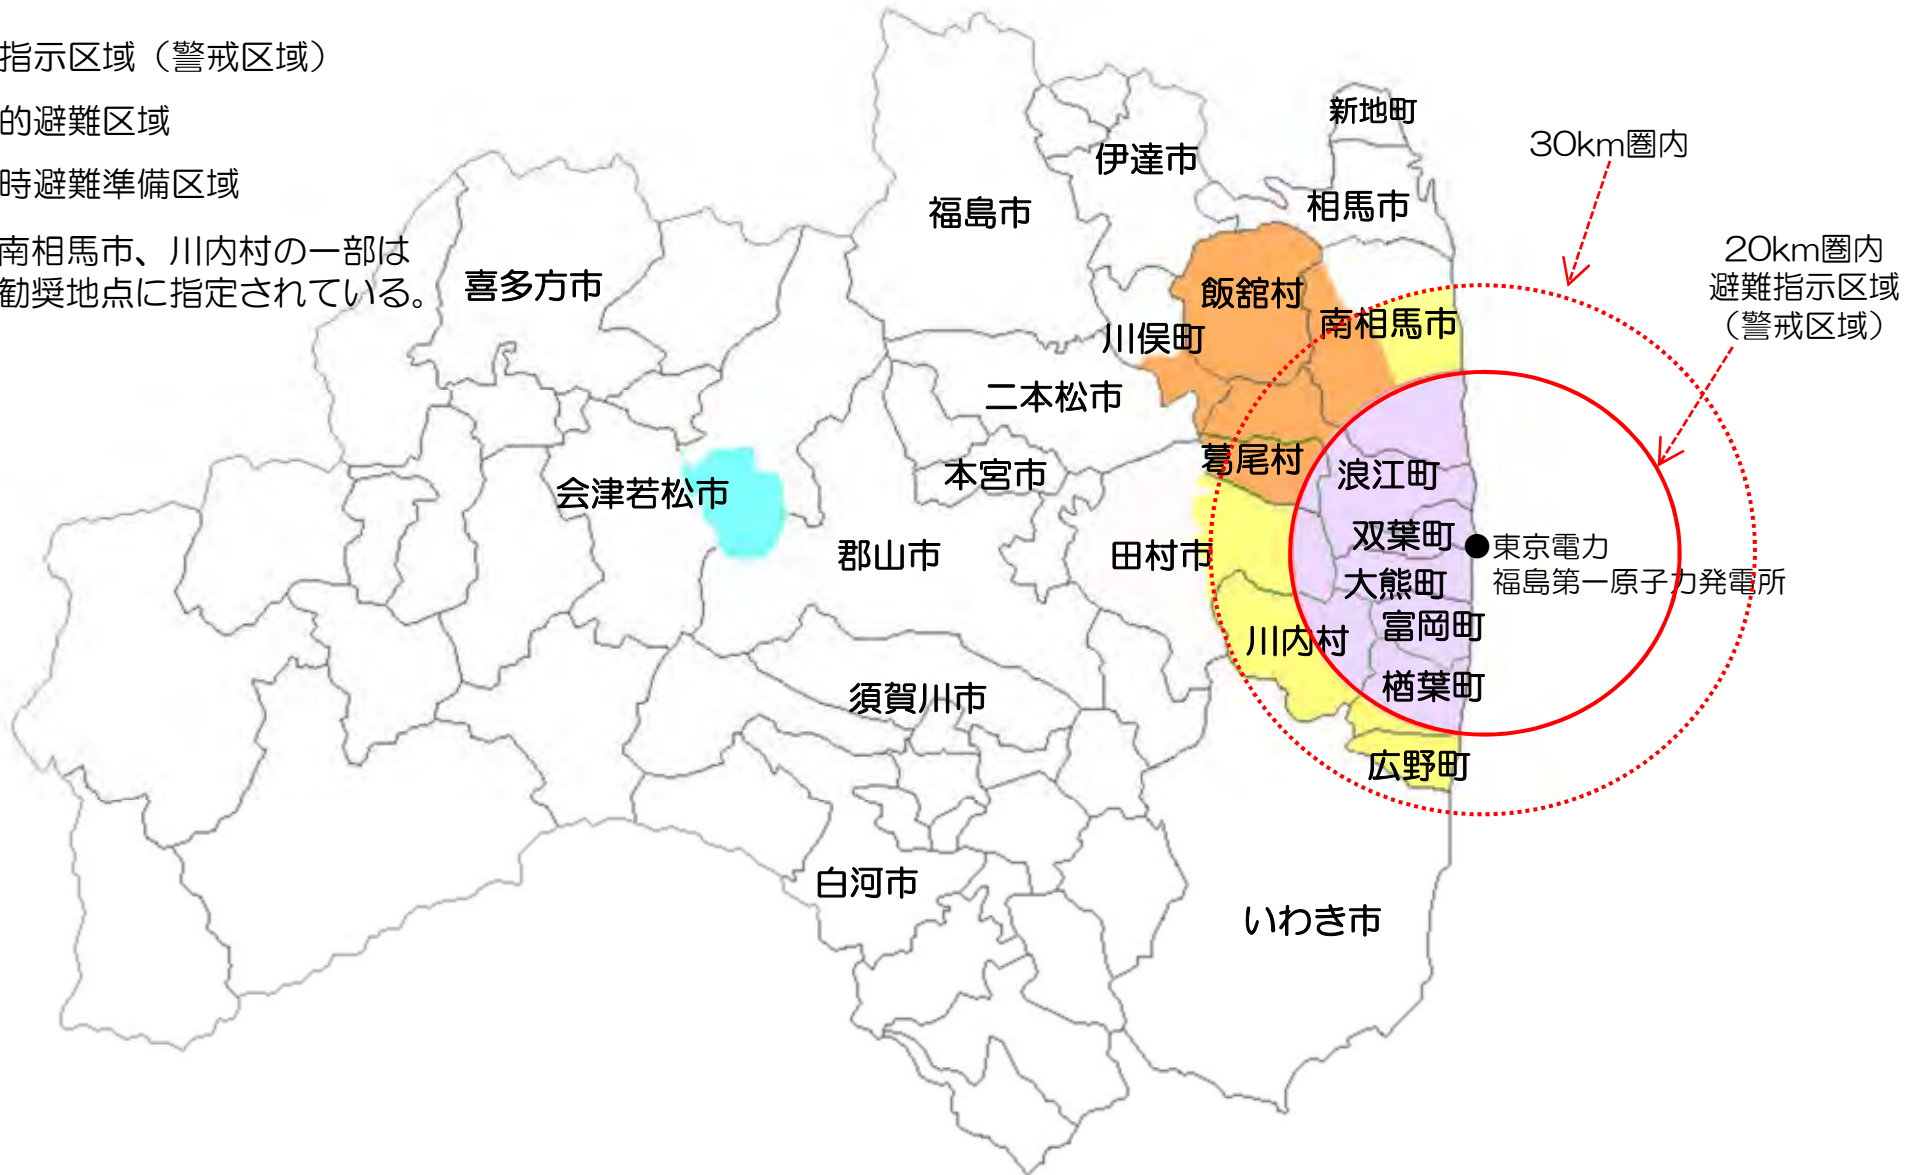 指示区域（警戒区域）
的避難区域
時避難準備区域
南相馬市、川内村の一部は
勧奨地点に指定されている。
新地町
30km圏内
伊達市
相馬市
福島市
20km圏内
避難指示区域
（警戒区域）
喜多方市
飯舘村
南相馬市
川俣町
二本松市
葛尾村
本宮市
浪江町
会津若松市
双葉町
郡山市
田村市
東京電力
福島第一原子力発電所
大熊町
富岡町
川内村
楢葉町
須賀川市
広野町
白河市
いわき市